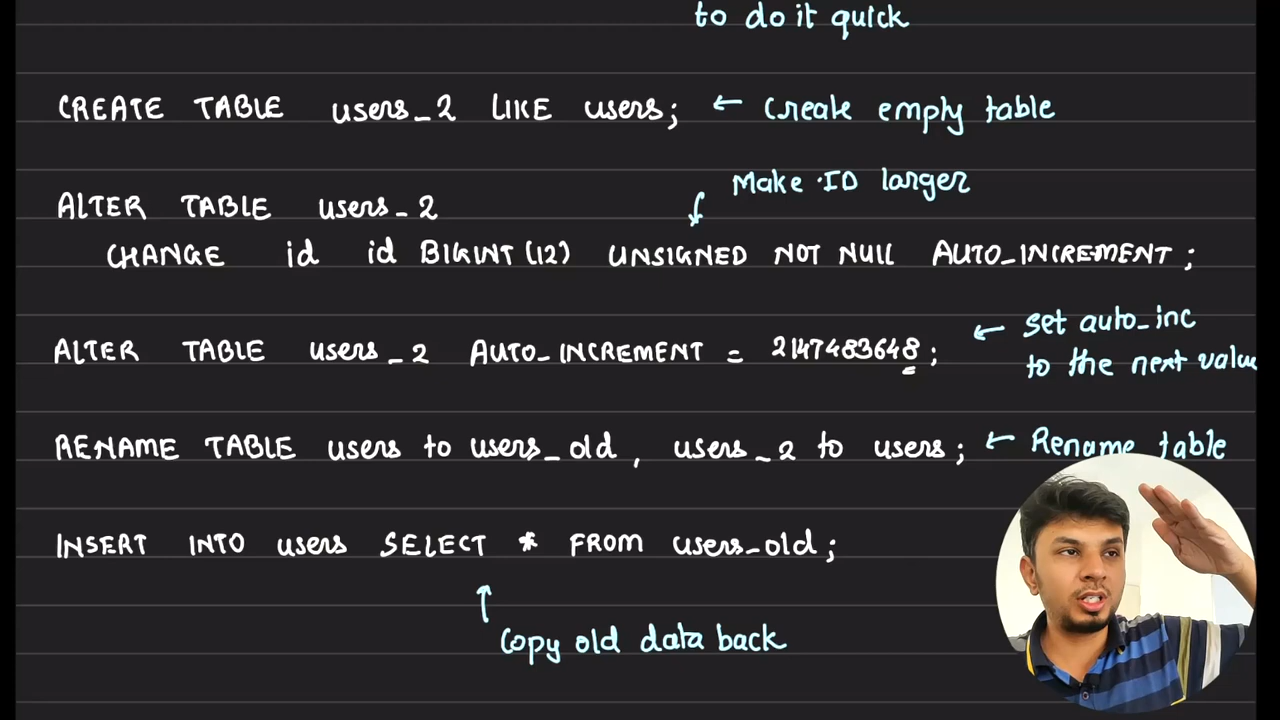 to do it quick
CREATE TABLE users_2 LIKE users; ← Create empty table
Make ID larger
ALTER TABLE users_2
CHANGE id id BIGINT (12) UNSIGNED NOT NULL AUTO_INCREMENT;
ALTER TABLE users_2 AUTO_INCREMENT = 2147483648; ← Set auto_inc
to the next value
RENAME TABLE users to users_old, users_2 to users; ← Rename table
INSERT INTO users SELECT * FROM users_old;
Copy old data back